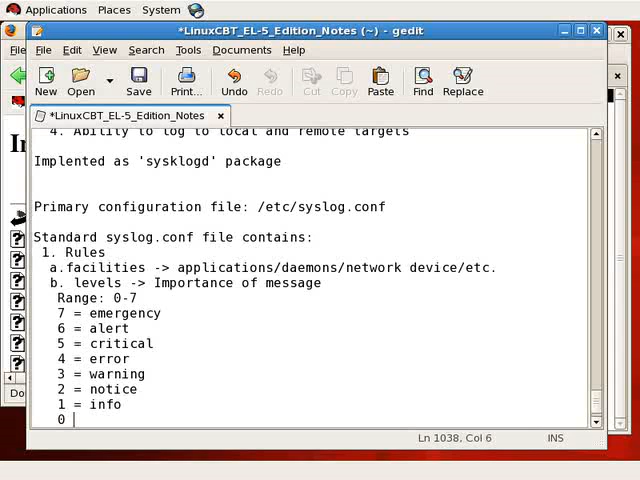 Applications Places System
*LinuxCBT_EL-5_Edition_Notes (~) - gedit
File
File Edit View Search Tools Documents Help
New Open Save Print... Undo Redo Cut Copy Paste Find Replace
*LinuxCBT_EL-5_Edition_Notes
4. Ability to log to local and remote targets
Implented as 'sysklogd' package
Primary configuration file: /etc/syslog.conf
Standard syslog.conf file contains:
1. Rules
a.facilities -> applications/daemons/network device/etc.
b. levels -> Importance of message
Range: 0-7
7 = emergency
6 = alert
5 = critical
4 = error
3 = warning
2 = notice
1 = info
0
Do
Ln 1038, Col 6 INS